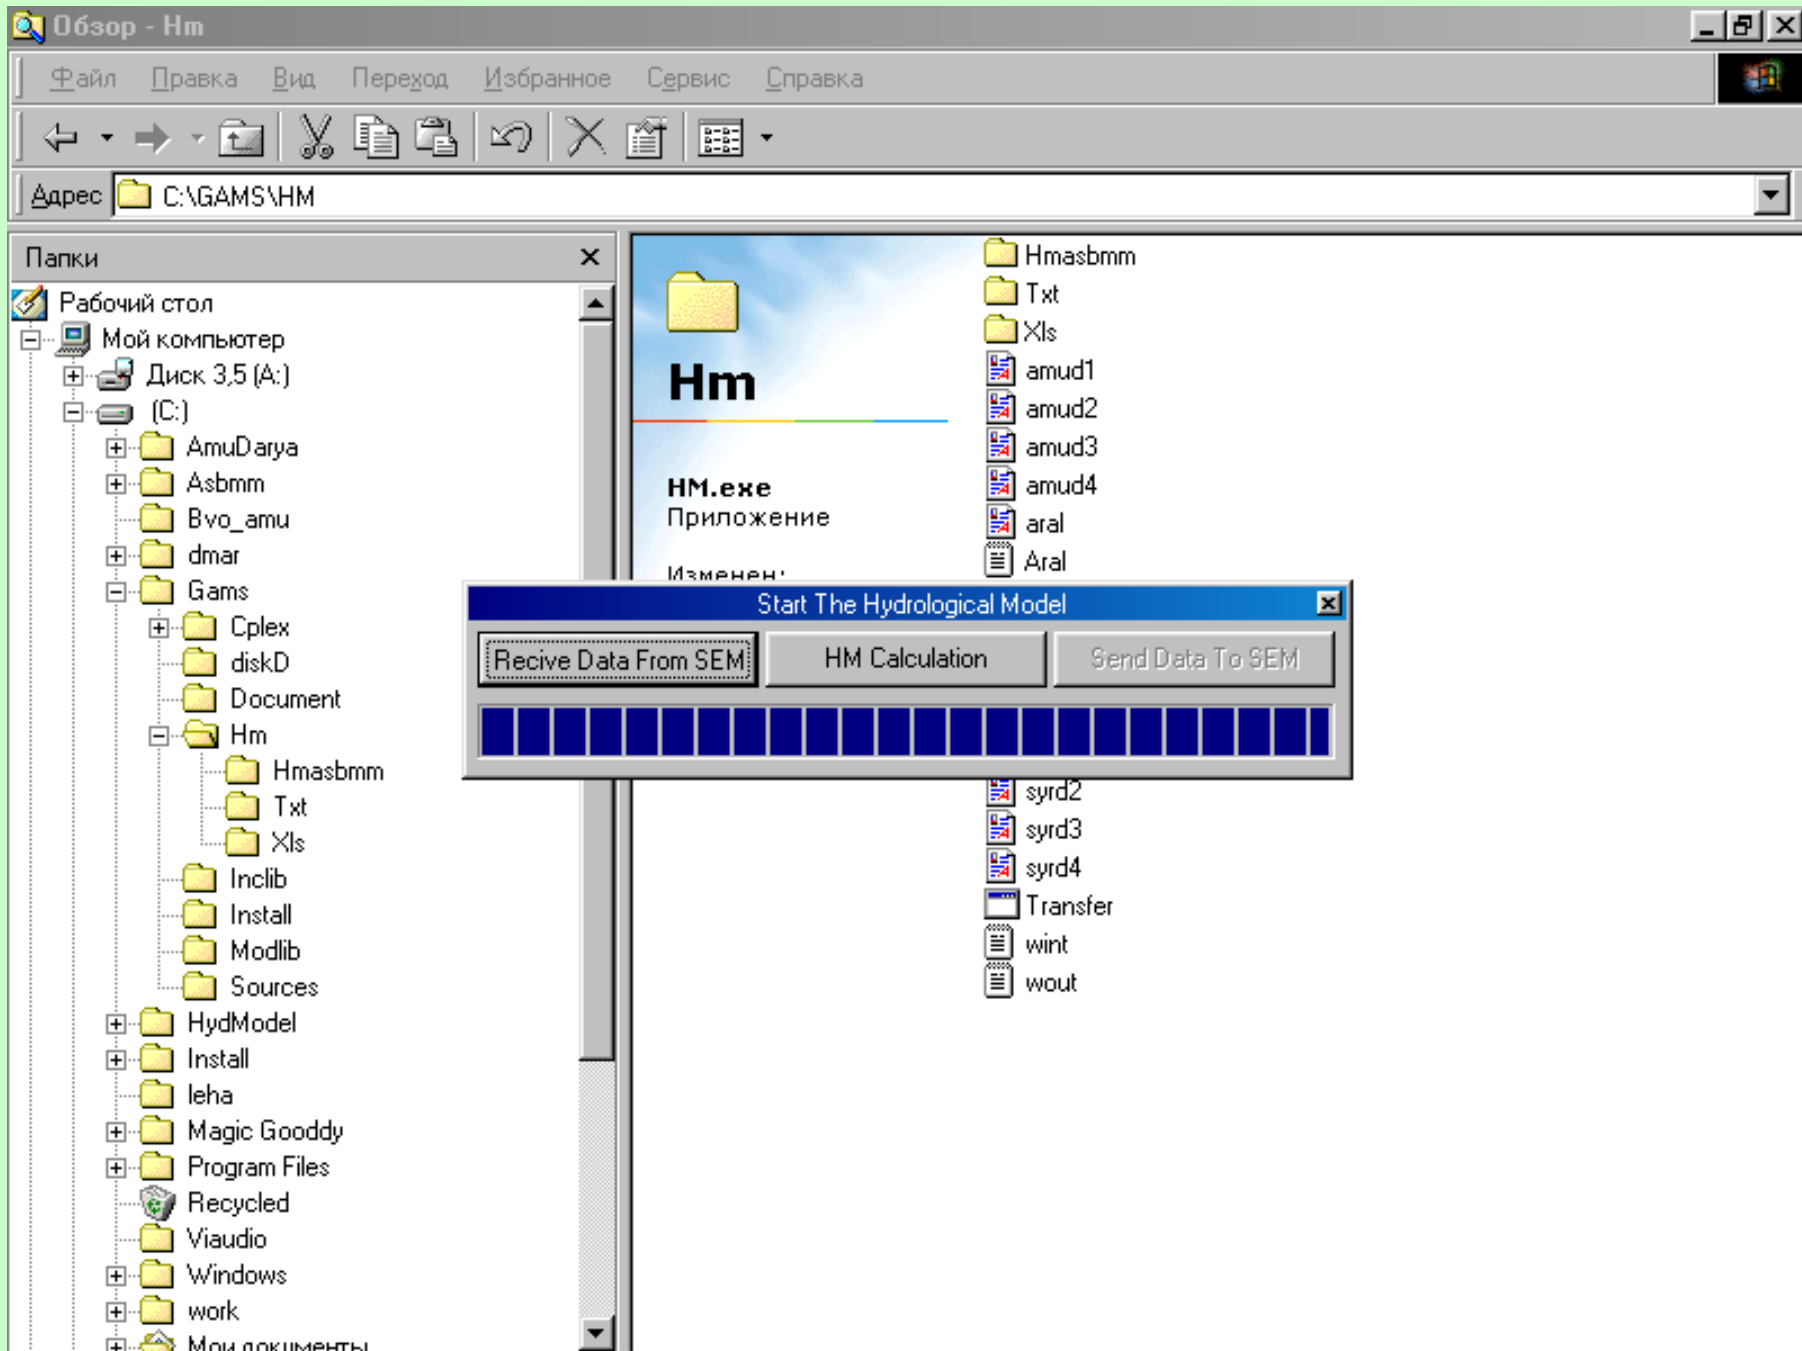 Обзор - Hm
Файл Правка Вид Переход Избранное Сервис Справка
Адрес C:\GAMS\HM
Папки
Рабочий стол
Мой компьютер
Диск 3,5 (A:)
(C:)
AmuDarya
Asbmm
Bvo_amu
dmar
Gams
Cplex
diskD
Document
Hm
Hmasbmm
Txt
Xls
Inclib
Install
Modlib
Sources
HydModel
Install
leha
Magic Gooddy
Program Files
Recycled
Viaudio
Windows
work
Мои документы
Hm
HM.exe
Приложение
Изменен:
Hmasbmm
Txt
Xls
amud1
amud2
amud3
amud4
aral
Aral
Start The Hydrological Model
Recive Data From SEM HM Calculation Send Data To SEM
syrd2
syrd3
syrd4
Transfer
wint
wout